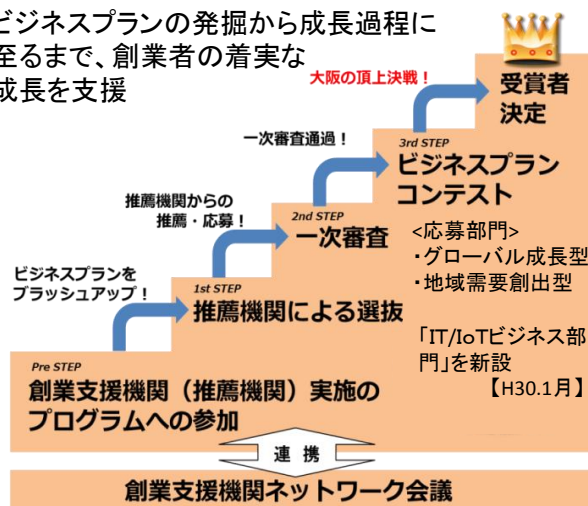 ビジネスプランの発掘から成長過程に
至るまで、創業者の着実な
成長を支援
大阪の頂上決戦！
受賞者
決定
一次審査通過！
3rd STEP
ビジネスプラン
コンテスト
<応募部門>
・グローバル成長型
・地域需要創出型
「IT/IoTビジネス部
門」を新設
【H30.1月】
推薦機関からの
推薦・応募！
2nd STEP
一次審査
ビジネスプランを
ブラッシュアップ！
1st STEP
推薦機関による選抜
Pre STEP
創業支援機関（推薦機関）実施の
プログラムへの参加
連 携
創業支援機関ネットワーク会議